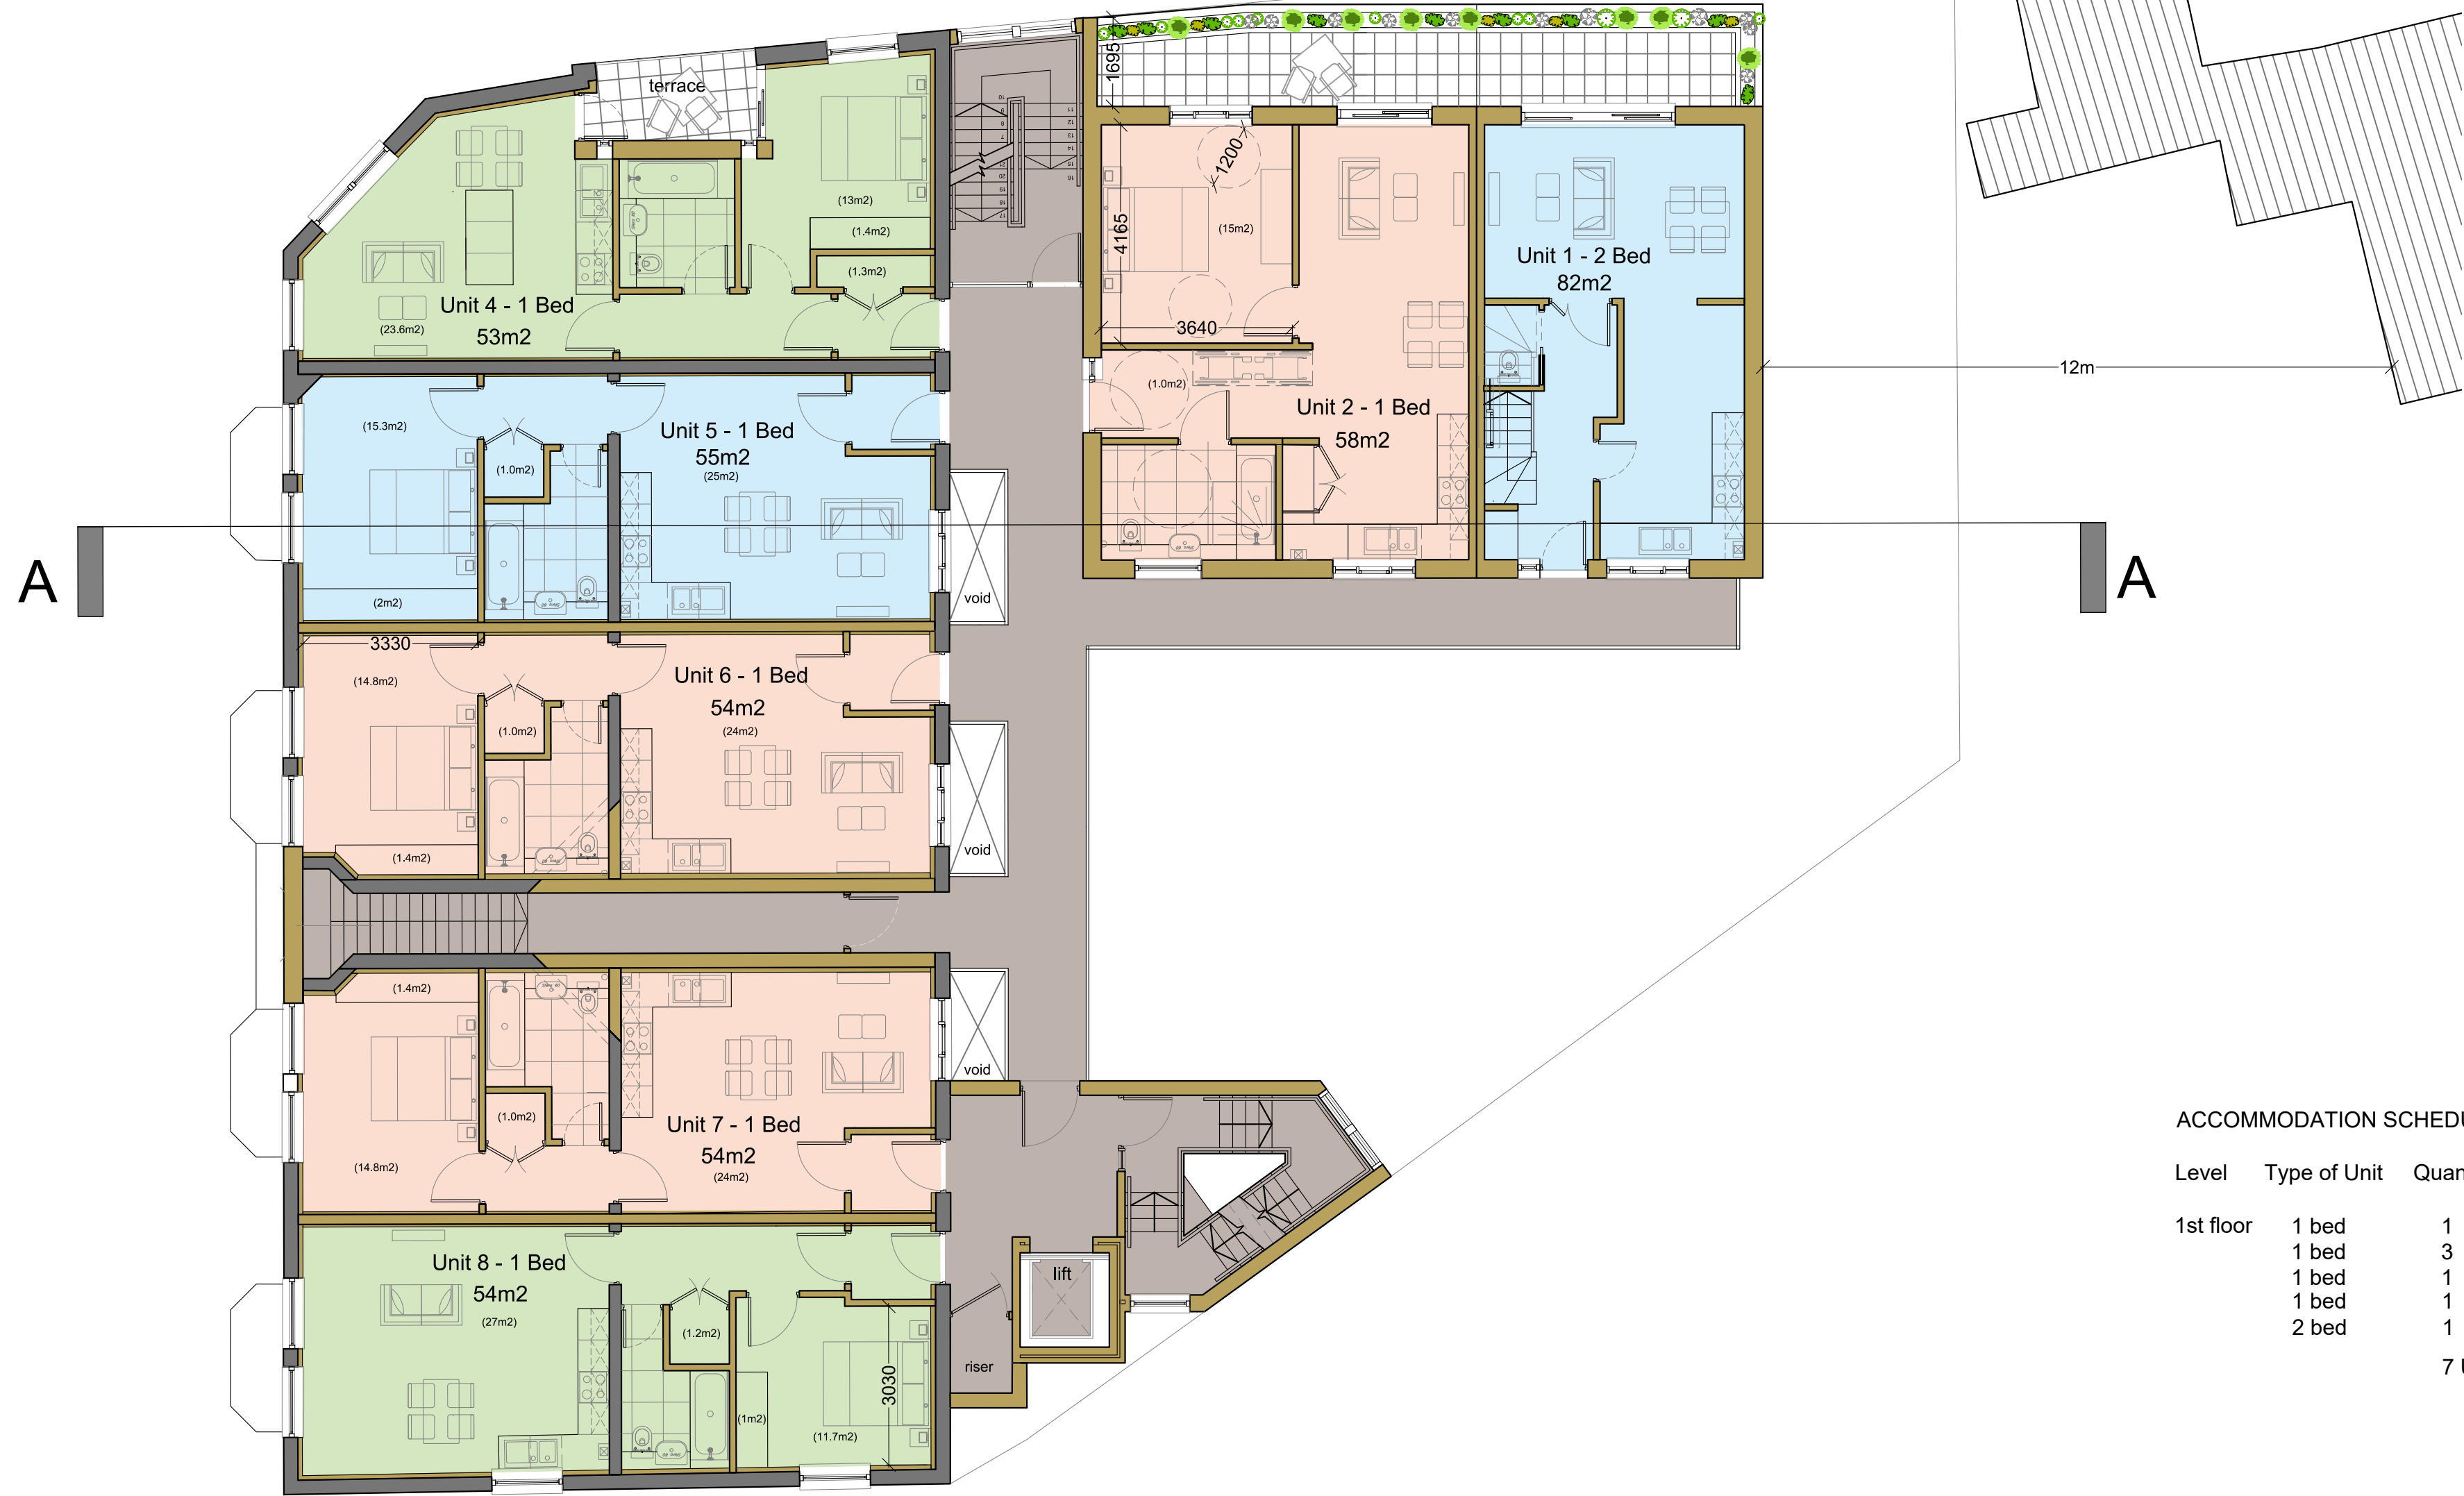 terrace
1695
1200
(13m2)
(1.4m2)
(1.3m2)
4165
(15m2)
Unit 4 - 1 Bed
53m2
(23.6m2)
3640
(1.0m2)
Unit 1 - 2 Bed
82m2
12m
Unit 2 - 1 Bed
58m2
(15.3m2)
Unit 5 - 1 Bed
55m2
(25m2)
(1.0m2)
(2m2)
void
A
A
3330
(14.8m2)
Unit 6 - 1 Bed
54m2
(24m2)
(1.0m2)
(1.4m2)
void
(1.4m2)
void
(1.0m2)
Unit 7 - 1 Bed
54m2
(24m2)
(14.8m2)
Unit 8 - 1 Bed
54m2
(27m2)
(1.2m2)
3030
(1m2)
(11.7m2)
lift
riser
ACCOMMODATION SCHEDU
Level Type of Unit Quan
1st floor 1 bed 1
1 bed 3
1 bed 1
1 bed 1
2 bed 1
7 U